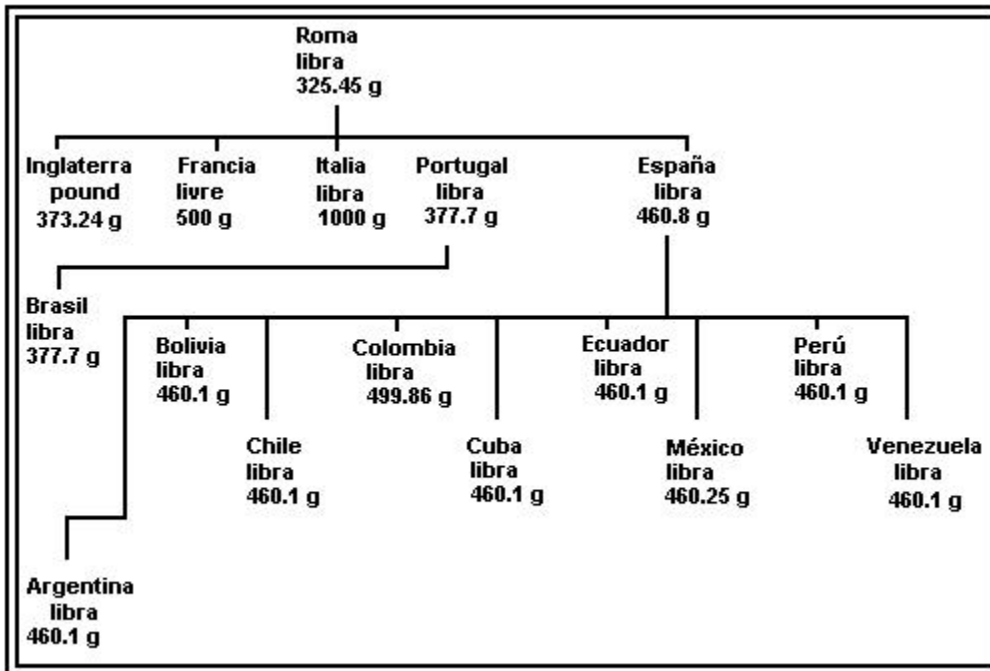 Roma
libra
325.45 g
Inglaterra
pound
373.24 g
Francia
livre
500 g
Italia
libra
1000 g
Portugal
libra
377.7 g
España
libra
460.8 g
Brasil
libra
377.7 g
Bolivia
libra
460.1 g
Colombia
libra
499.86 g
Ecuador
libra
460.1 g
Perú
libra
460.1 g
Chile
libra
460.1 g
Cuba
libra
460.1 g
México
libra
460.25 g
Venezuela
libra
460.1 g
Argentina
libra
460.1 g